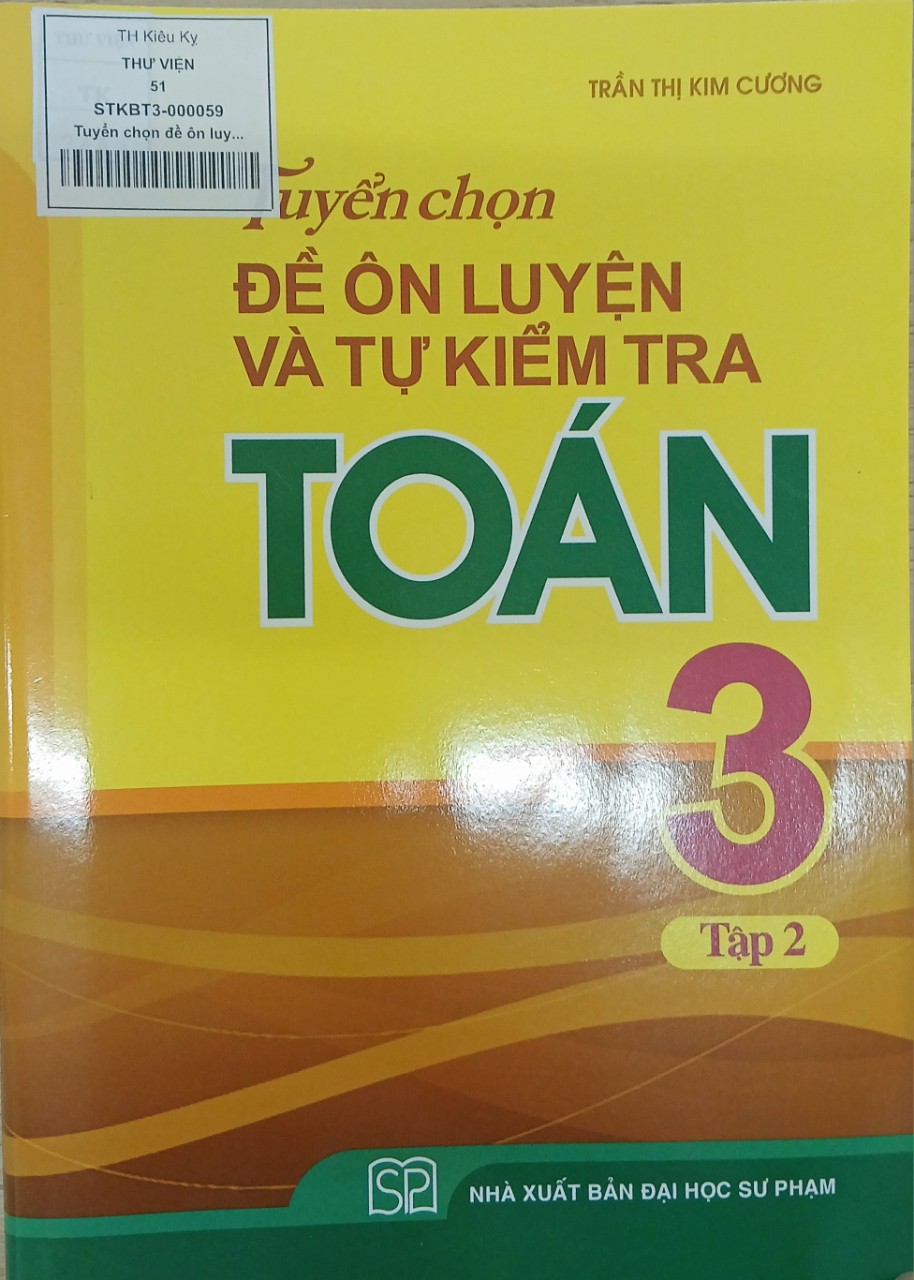 TH Kiêu Kỵ
THƯ VIỆN
51
STKBT3-000059
Tuyển chọn đề ôn luy...
TRẦN THỊ KIM CƯƠNG
Tuyển chọn
ĐỀ ÔN LUYỆN
VÀ TỰ KIỂM TRA
TOÁN
3
Tập 2
SP
NHÀ XUẤT BẢN ĐẠI HỌC SƯ PHẠM